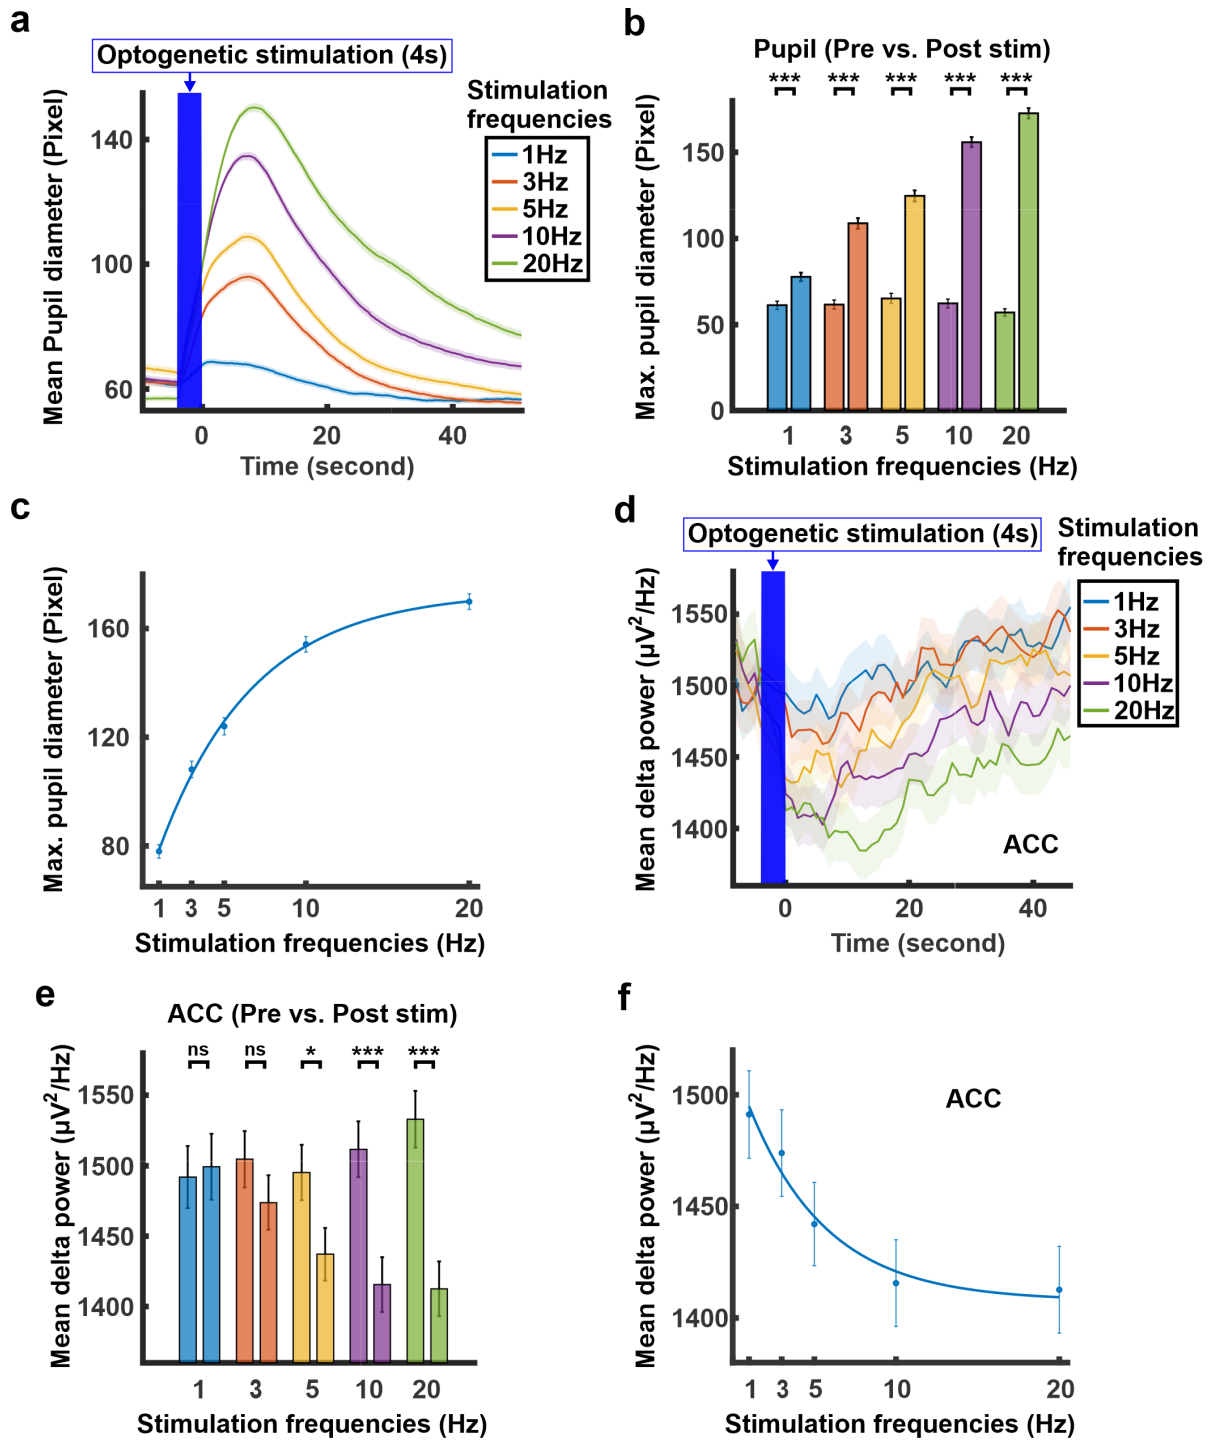 a
Optogenetic stimulation (4s)
Stimulation
frequencies
1Hz
3Hz
5Hz
10Hz
20Hz
Mean Pupil diameter (Pixel)
140
100
60
0
20
40
Time (second)
b
Pupil (Pre vs. Post stim)
***
***
***
***
***
Max. pupil diameter (Pixel)
150
100
50
0
1
3
5
10
20
Stimulation frequencies (Hz)
c
Max. pupil diameter (Pixel)
160
120
80
1
3
5
10
20
Stimulation frequencies (Hz)
d
Optogenetic stimulation (4s)
Stimulation
frequencies
1Hz
3Hz
5Hz
10Hz
20Hz
Mean delta power (µV²/Hz)
1550
1500
1450
1400
ACC
0
20
40
Time (second)
e
ACC (Pre vs. Post stim)
ns
ns
*
***
***
Mean delta power (µV²/Hz)
1550
1500
1450
1400
1
3
5
10
20
Stimulation frequencies (Hz)
f
ACC
Mean delta power (µV²/Hz)
1500
1450
1400
1
3
5
10
20
Stimulation frequencies (Hz)